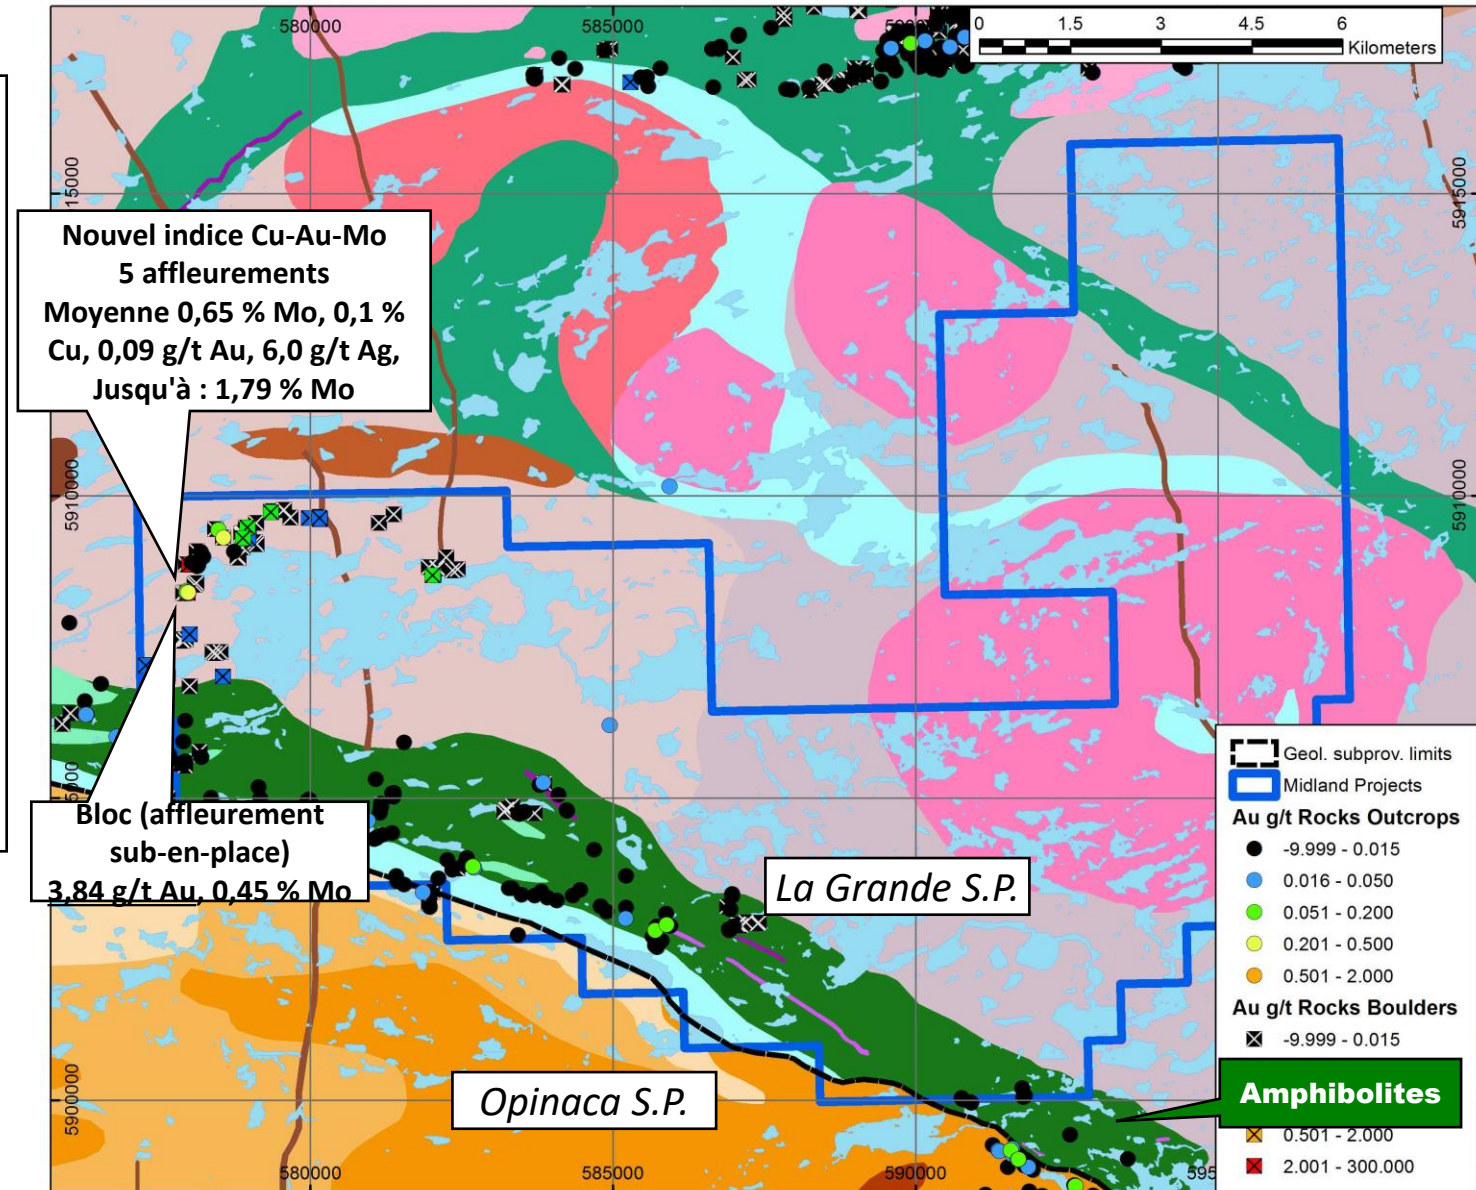 580000
585000
0 1.5 3 4.5 6
Kilometers
5915000
Nouvel indice Cu-Au-Mo
5 affleurements
Moyenne 0,65 % Mo, 0,1 %
Cu, 0,09 g/t Au, 6,0 g/t Ag,
Jusqu'à : 1,79 % Mo
5910000
5910000
Bloc (affleurement
sub-en-place)
3,84 g/t Au, 0,45 % Mo
La Grande S.P.
Opinaca S.P.
Geol. subprov. limits
Midland Projects
Au g/t Rocks Outcrops
-9.999 - 0.015
0.016 - 0.050
0.051 - 0.200
0.201 - 0.500
0.501 - 2.000
Au g/t Rocks Boulders
-9.999 - 0.015
Amphibolites
0.501 - 2.000
2.001 - 300.000
5900000
580000
585000
590000